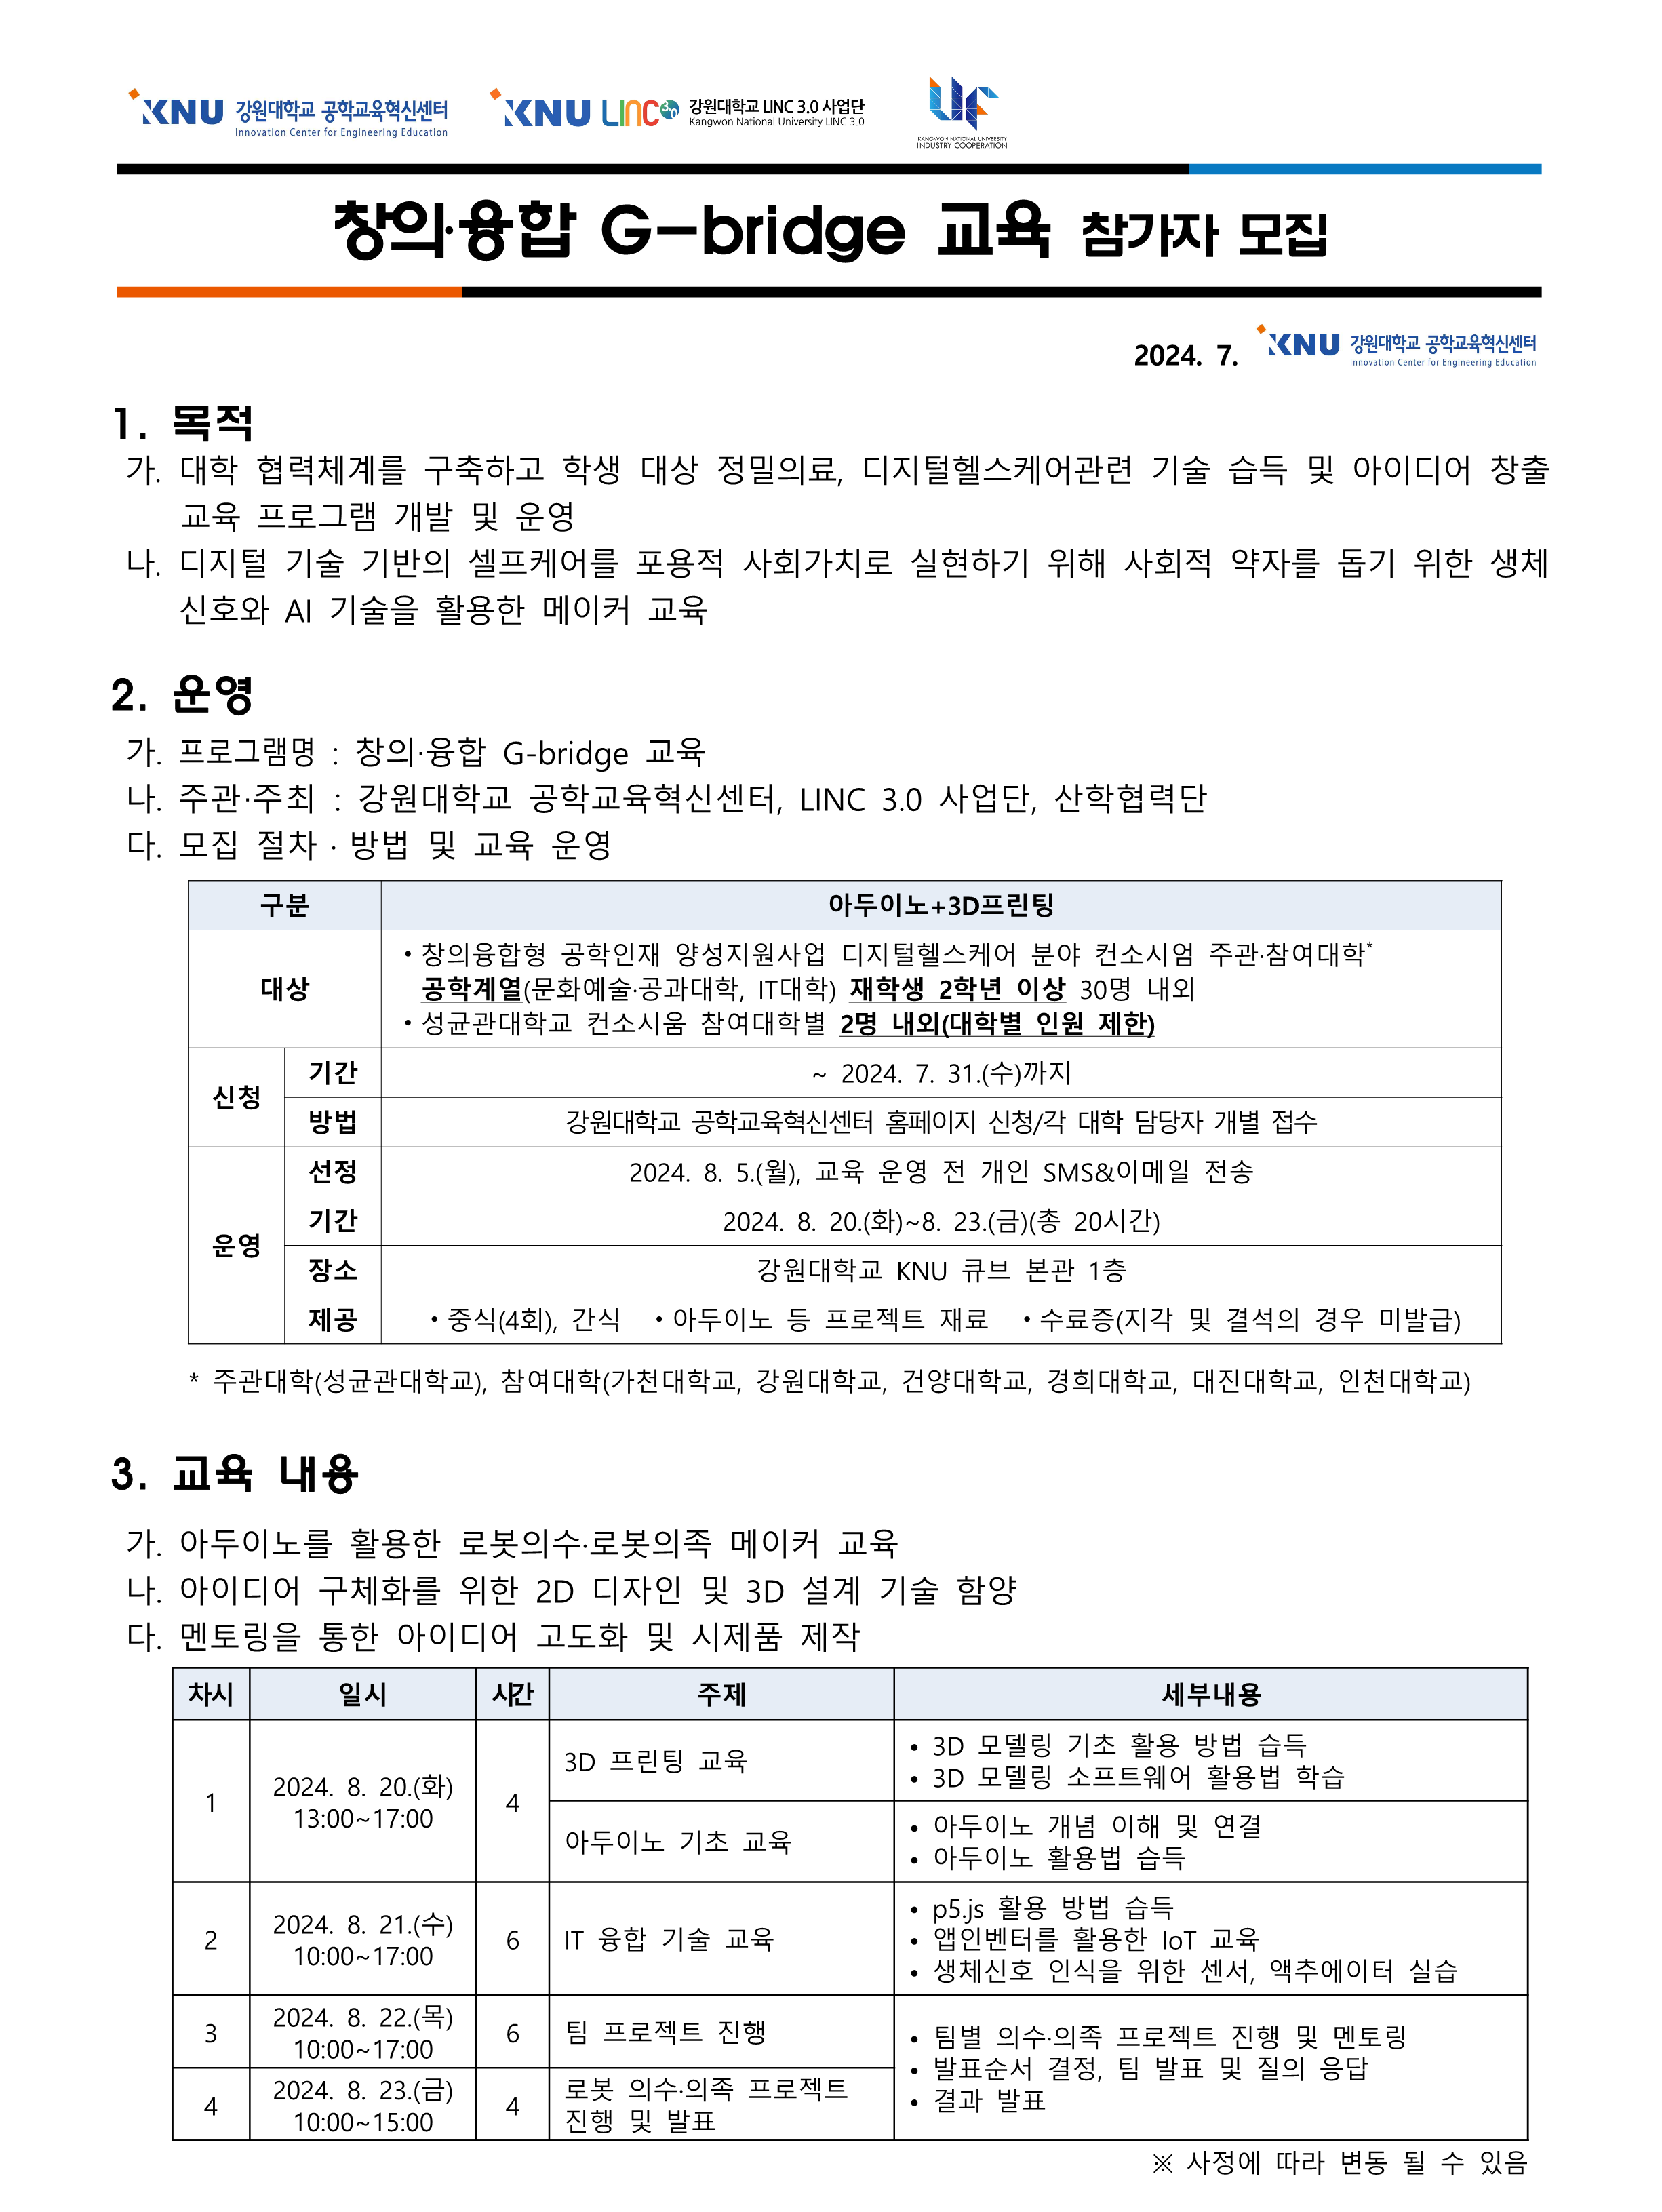 KNU 강원대학교 공학교육혁신센터
Innovation Center for Engineering Education
KNU LINC 3.0 강원대학교 LINC 3.0 사업단
Kangwon National University LINC 3.0
KANGWON NATIONAL UNIVERSITY
INDUSTRY COOPERATION
창의·융합 G-bridge 교육 참가자 모집
2024. 7. KNU 강원대학교 공학교육혁신센터
Innovation Center for Engineering Education
1. 목적
가. 대학 협력체계를 구축하고 학생 대상 정밀의료, 디지털헬스케어관련 기술 습득 및 아이디어 창출
교육 프로그램 개발 및 운영
나. 디지털 기술 기반의 셀프케어를 포용적 사회가치로 실현하기 위해 사회적 약자를 돕기 위한 생체
신호와 AI 기술을 활용한 메이커 교육
2. 운영
가. 프로그램명 : 창의·융합 G-bridge 교육
나. 주관·주최 : 강원대학교 공학교육혁신센터, LINC 3.0 사업단, 산학협력단
다. 모집 절차 · 방법 및 교육 운영
구분 아두이노+3D프린팅
대상
• 창의융합형 공학인재 양성지원사업 디지털헬스케어 분야 컨소시엄 주관·참여대학*
공학계열(문화예술·공과대학, IT대학) 재학생 2학년 이상 30명 내외
• 성균관대학교 컨소시움 참여대학별 2명 내외(대학별 인원 제한)
신청
기간 ~ 2024. 7. 31.(수)까지
방법 강원대학교 공학교육혁신센터 홈페이지 신청/각 대학 담당자 개별 접수
운영
선정 2024. 8. 5.(월), 교육 운영 전 개인 SMS&이메일 전송
기간 2024. 8. 20.(화)~8. 23.(금)(총 20시간)
장소 강원대학교 KNU 큐브 본관 1층
제공 • 중식(4회), 간식 • 아두이노 등 프로젝트 재료 • 수료증(지각 및 결석의 경우 미발급)
* 주관대학(성균관대학교), 참여대학(가천대학교, 강원대학교, 건양대학교, 경희대학교, 대진대학교, 인천대학교)
3. 교육 내용
가. 아두이노를 활용한 로봇의수·로봇의족 메이커 교육
나. 아이디어 구체화를 위한 2D 디자인 및 3D 설계 기술 함양
다. 멘토링을 통한 아이디어 고도화 및 시제품 제작
차시 일시 시간 주제 세부내용
1
2024. 8. 20.(화)
13:00~17:00
4
3D 프린팅 교육
• 3D 모델링 기초 활용 방법 습득
• 3D 모델링 소프트웨어 활용법 학습
아두이노 기초 교육
• 아두이노 개념 이해 및 연결
• 아두이노 활용법 습득
2
2024. 8. 21.(수)
10:00~17:00
6
IT 융합 기술 교육
• p5.js 활용 방법 습득
• 앱인벤터를 활용한 IoT 교육
• 생체신호 인식을 위한 센서, 액추에이터 실습
3
2024. 8. 22.(목)
10:00~17:00
6
팀 프로젝트 진행
• 팀별 의수·의족 프로젝트 진행 및 멘토링
• 발표순서 결정, 팀 발표 및 질의 응답
• 결과 발표
4
2024. 8. 23.(금)
10:00~15:00
4
로봇 의수·의족 프로젝트
진행 및 발표
※ 사정에 따라 변동 될 수 있음